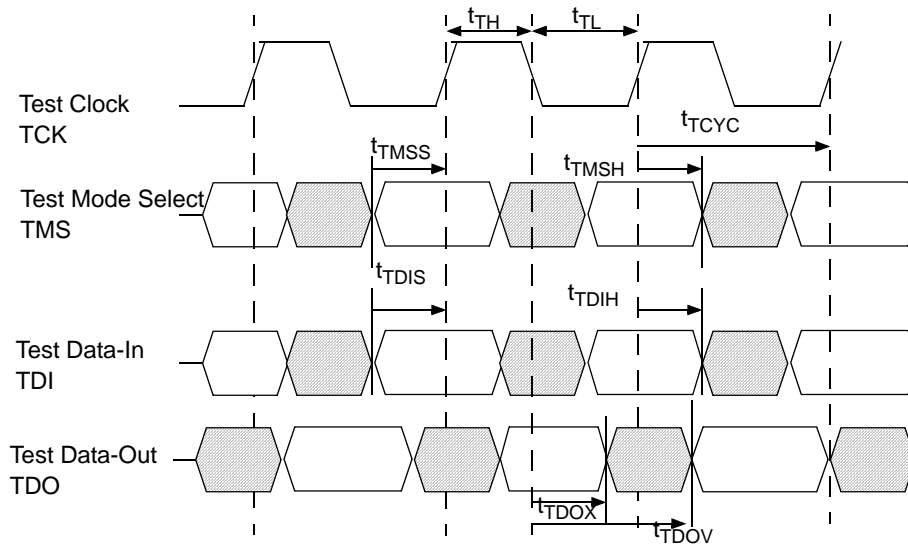 tTH
tTL
Test Clock
TCK
tTCYC
tTMSS
tTMSH
Test Mode Select
TMS
tTDIS
tTDIH
Test Data-In
TDI
Test Data-Out
TDO
tTDOX
tTDOV